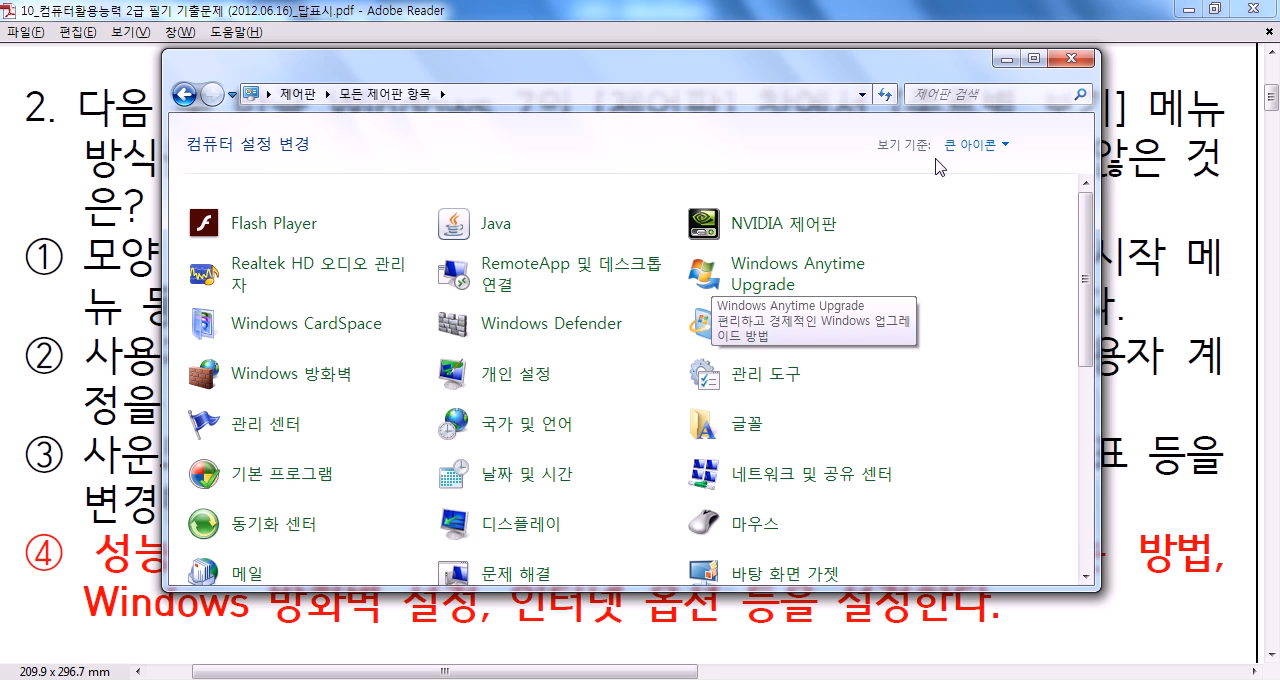 10_컴퓨터활용능력 2급 필기 기출문제 (2012.06.16)_답표시.pdf - Adobe Reader
파일(F) 편집(E) 보기(V) 창(W) 도움말(H)
제어판 모든 제어판 항목
제어판 검색
2. 다음
] 메뉴
컴퓨터 설정 변경
보기 기준: 큰 아이콘
방식
않은 것
은?
Flash Player
Java
NVIDIA 제어판
① 모양
시작 메
Realtek HD 오디오 관리
자
RemoteApp 및 데스크톱
연결
Windows Anytime
Upgrade
뉴 등
다.
Windows Anytime Upgrade
편리하고 경제적인 Windows 업그레
이드 방법
Windows CardSpace
Windows Defender
② 사용
용자 계
Windows 방화벽
개인 설정
관리 도구
정을
관리 센터
국가 및 언어
글꼴
③ 사운
표 등을
기본 프로그램
날짜 및 시간
네트워크 및 공유 센터
변경
동기화 센터
디스플레이
마우스
④ 성능
방법,
메일
문제 해결
바탕 화면 가젯
Windows 방화벽 설정, 인터넷 옵션 등을 설정한다.
209.9 x 296.7 mm